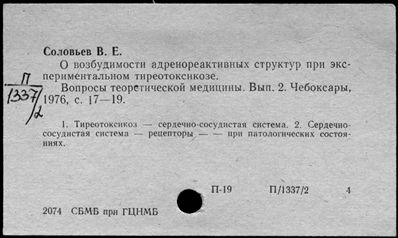 Соловьев В. Е.
О возбудимости адренореактивных структур при экс-
периментальном тиреотоксикозе.
Вопросы теоретической медицины. Вып. 2. Чебоксары,
1976, с. 17—19.
П
1337/2
1. Тиреотоксикоз — сердечно-сосудистая система. 2. Сердечно-
сосудистая система — рецепторы — — при патологических состоя-
ниях.
П-19 П/1337/2 4
2074 СБМБ при ГЦНМБ